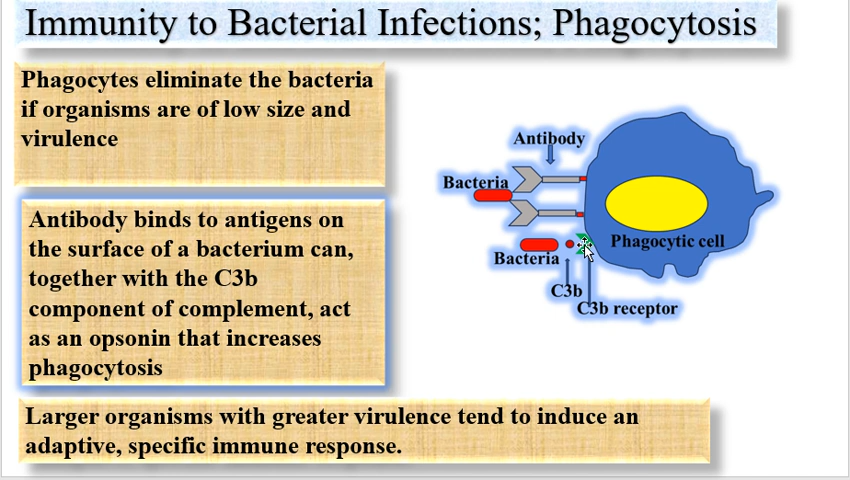 Immunity to Bacterial Infections; Phagocytosis
Phagocytes eliminate the bacteria
if organisms are of low size and
virulence
Antibody binds to antigens on
the surface of a bacterium can,
together with the C3b
component of complement, act
as an opsonin that increases
phagocytosis
Larger organisms with greater virulence tend to induce an
adaptive, specific immune response.
Antibody
Bacteria
Phagocytic cell
Bacteria
C3b
C3b receptor